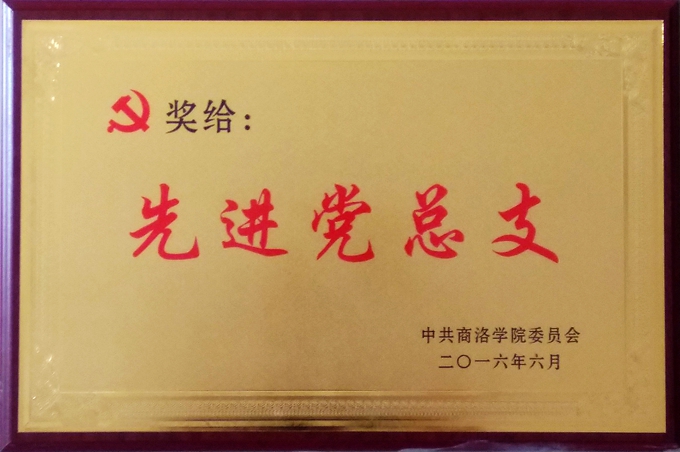 奖给：
先进党总支
中共商洛学院委员会
二〇一六年六月